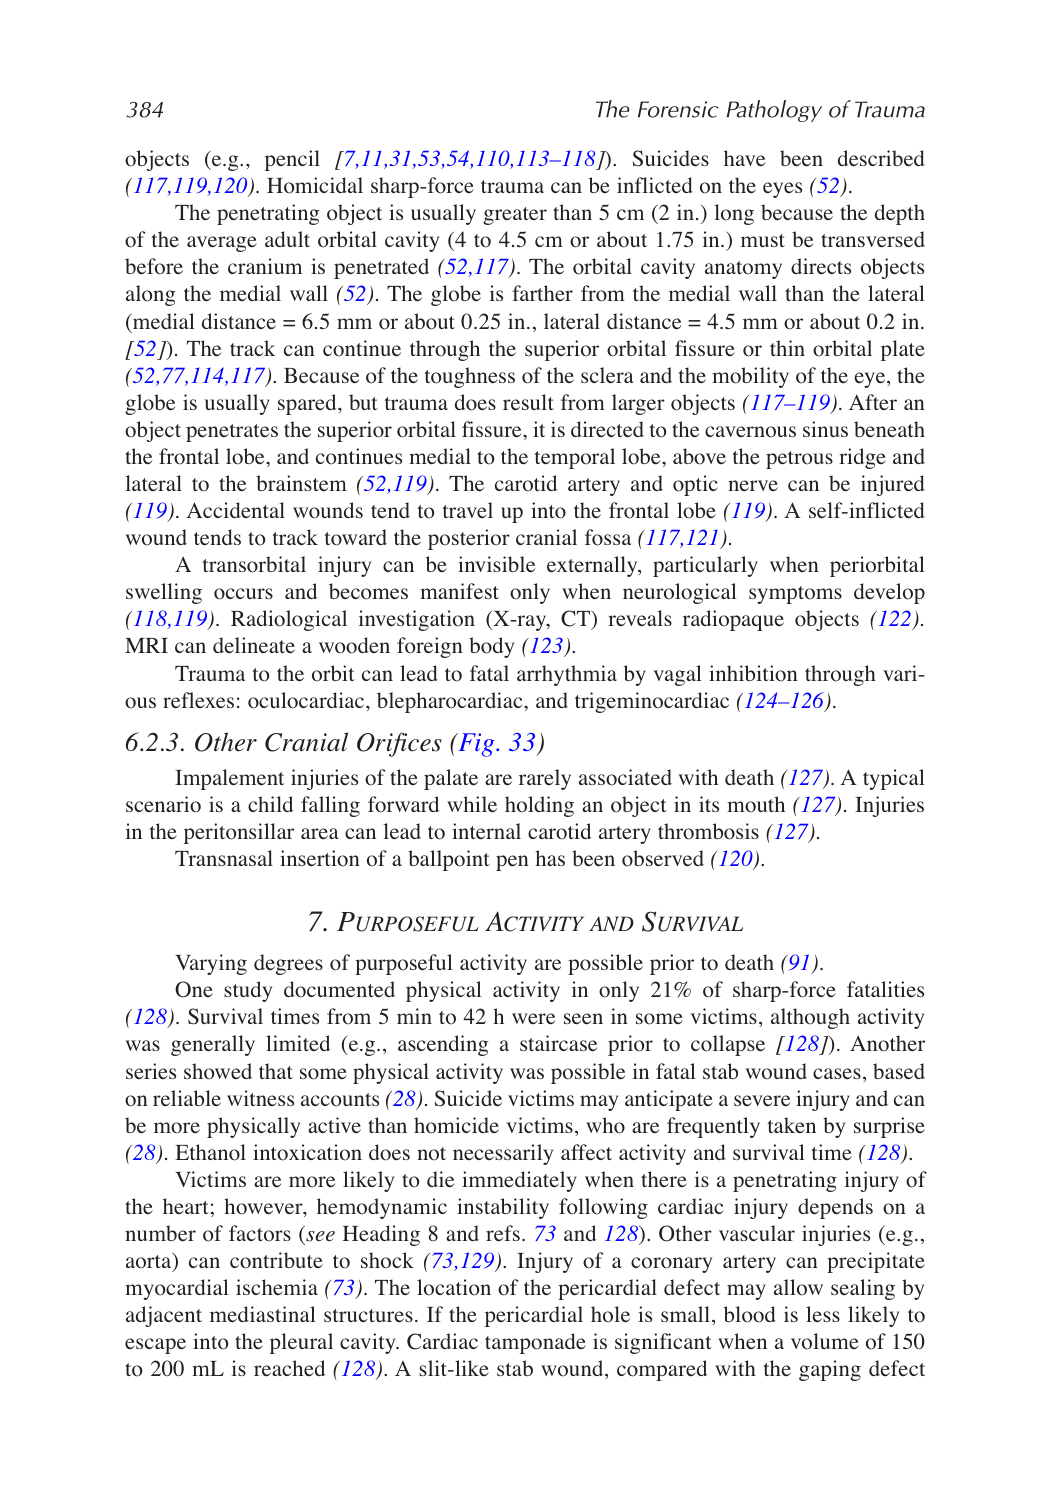 384 The Forensic Pathology of Trauma
objects (e.g., pencil [7,11,31,53,54,110,113–118]). Suicides have been described
(117,119,120). Homicidal sharp-force trauma can be inflicted on the eyes (52).
The penetrating object is usually greater than 5 cm (2 in.) long because the depth
of the average adult orbital cavity (4 to 4.5 cm or about 1.75 in.) must be transversed
before the cranium is penetrated (52,117). The orbital cavity anatomy directs objects
along the medial wall (52). The globe is farther from the medial wall than the lateral
(medial distance = 6.5 mm or about 0.25 in., lateral distance = 4.5 mm or about 0.2 in.
[52]). The track can continue through the superior orbital fissure or thin orbital plate
(52,77,114,117). Because of the toughness of the sclera and the mobility of the eye, the
globe is usually spared, but trauma does result from larger objects (117–119). After an
object penetrates the superior orbital fissure, it is directed to the cavernous sinus beneath
the frontal lobe, and continues medial to the temporal lobe, above the petrous ridge and
lateral to the brainstem (52,119). The carotid artery and optic nerve can be injured
(119). Accidental wounds tend to travel up into the frontal lobe (119). A self-inflicted
wound tends to track toward the posterior cranial fossa (117,121).
A transorbital injury can be invisible externally, particularly when periorbital
swelling occurs and becomes manifest only when neurological symptoms develop
(118,119). Radiological investigation (X-ray, CT) reveals radiopaque objects (122).
MRI can delineate a wooden foreign body (123).
Trauma to the orbit can lead to fatal arrhythmia by vagal inhibition through vari-
ous reflexes: oculocardiac, blepharocardiac, and trigeminocardiac (124–126).
6.2.3. Other Cranial Orifices (Fig. 33)
Impalement injuries of the palate are rarely associated with death (127). A typical
scenario is a child falling forward while holding an object in its mouth (127). Injuries
in the peritonsillar area can lead to internal carotid artery thrombosis (127).
Transnasal insertion of a ballpoint pen has been observed (120).
7. PURPOSEFUL ACTIVITY AND SURVIVAL
Varying degrees of purposeful activity are possible prior to death (91).
One study documented physical activity in only 21% of sharp-force fatalities
(128). Survival times from 5 min to 42 h were seen in some victims, although activity
was generally limited (e.g., ascending a staircase prior to collapse [128]). Another
series showed that some physical activity was possible in fatal stab wound cases, based
on reliable witness accounts (28). Suicide victims may anticipate a severe injury and can
be more physically active than homicide victims, who are frequently taken by surprise
(28). Ethanol intoxication does not necessarily affect activity and survival time (128).
Victims are more likely to die immediately when there is a penetrating injury of
the heart; however, hemodynamic instability following cardiac injury depends on a
number of factors (see Heading 8 and refs. 73 and 128). Other vascular injuries (e.g.,
aorta) can contribute to shock (73,129). Injury of a coronary artery can precipitate
myocardial ischemia (73). The location of the pericardial defect may allow sealing by
adjacent mediastinal structures. If the pericardial hole is small, blood is less likely to
escape into the pleural cavity. Cardiac tamponade is significant when a volume of 150
to 200 mL is reached (128). A slit-like stab wound, compared with the gaping defect